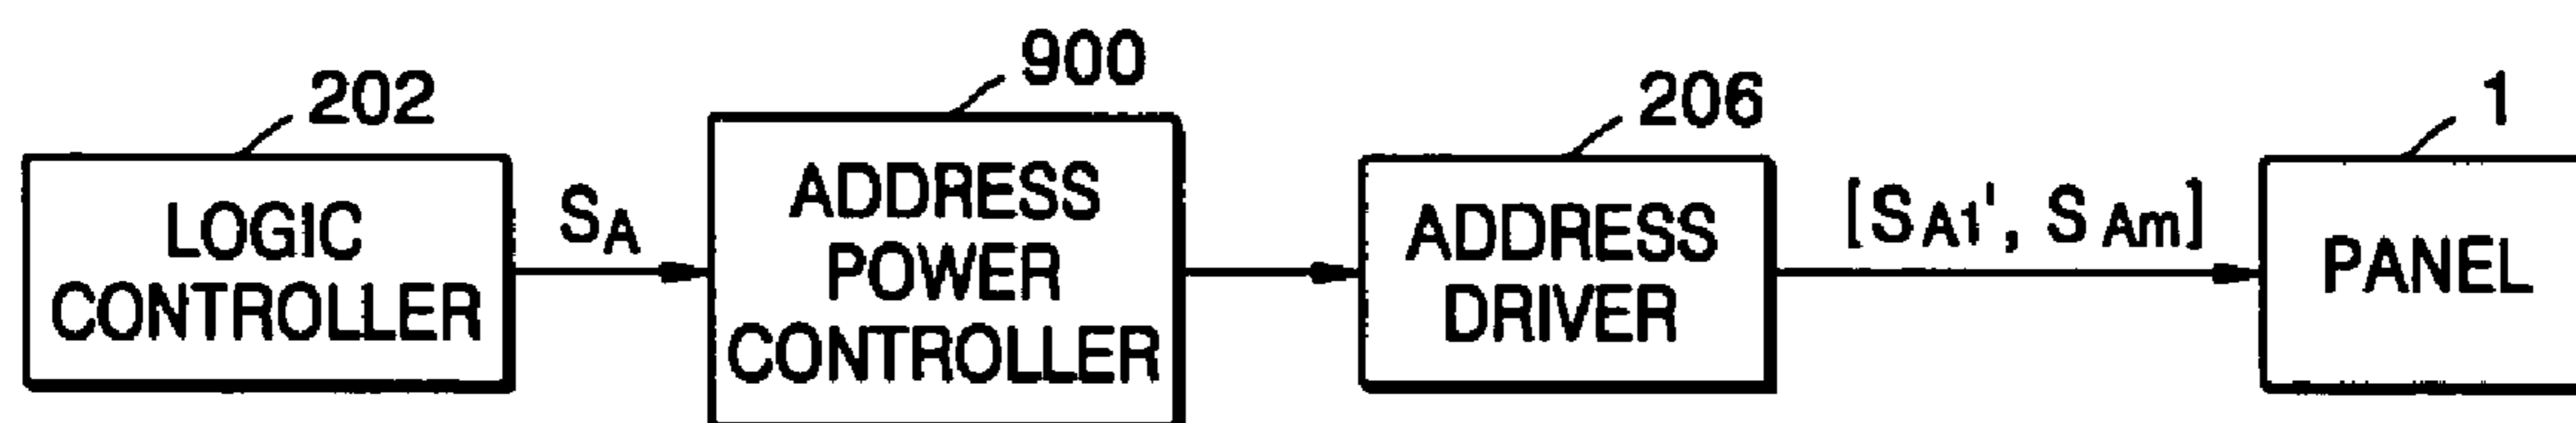 202
900
206
1
LOGIC
CONTROLLER
SA
ADDRESS
POWER
CONTROLLER
ADDRESS
DRIVER
[SA1', SAm]
PANEL